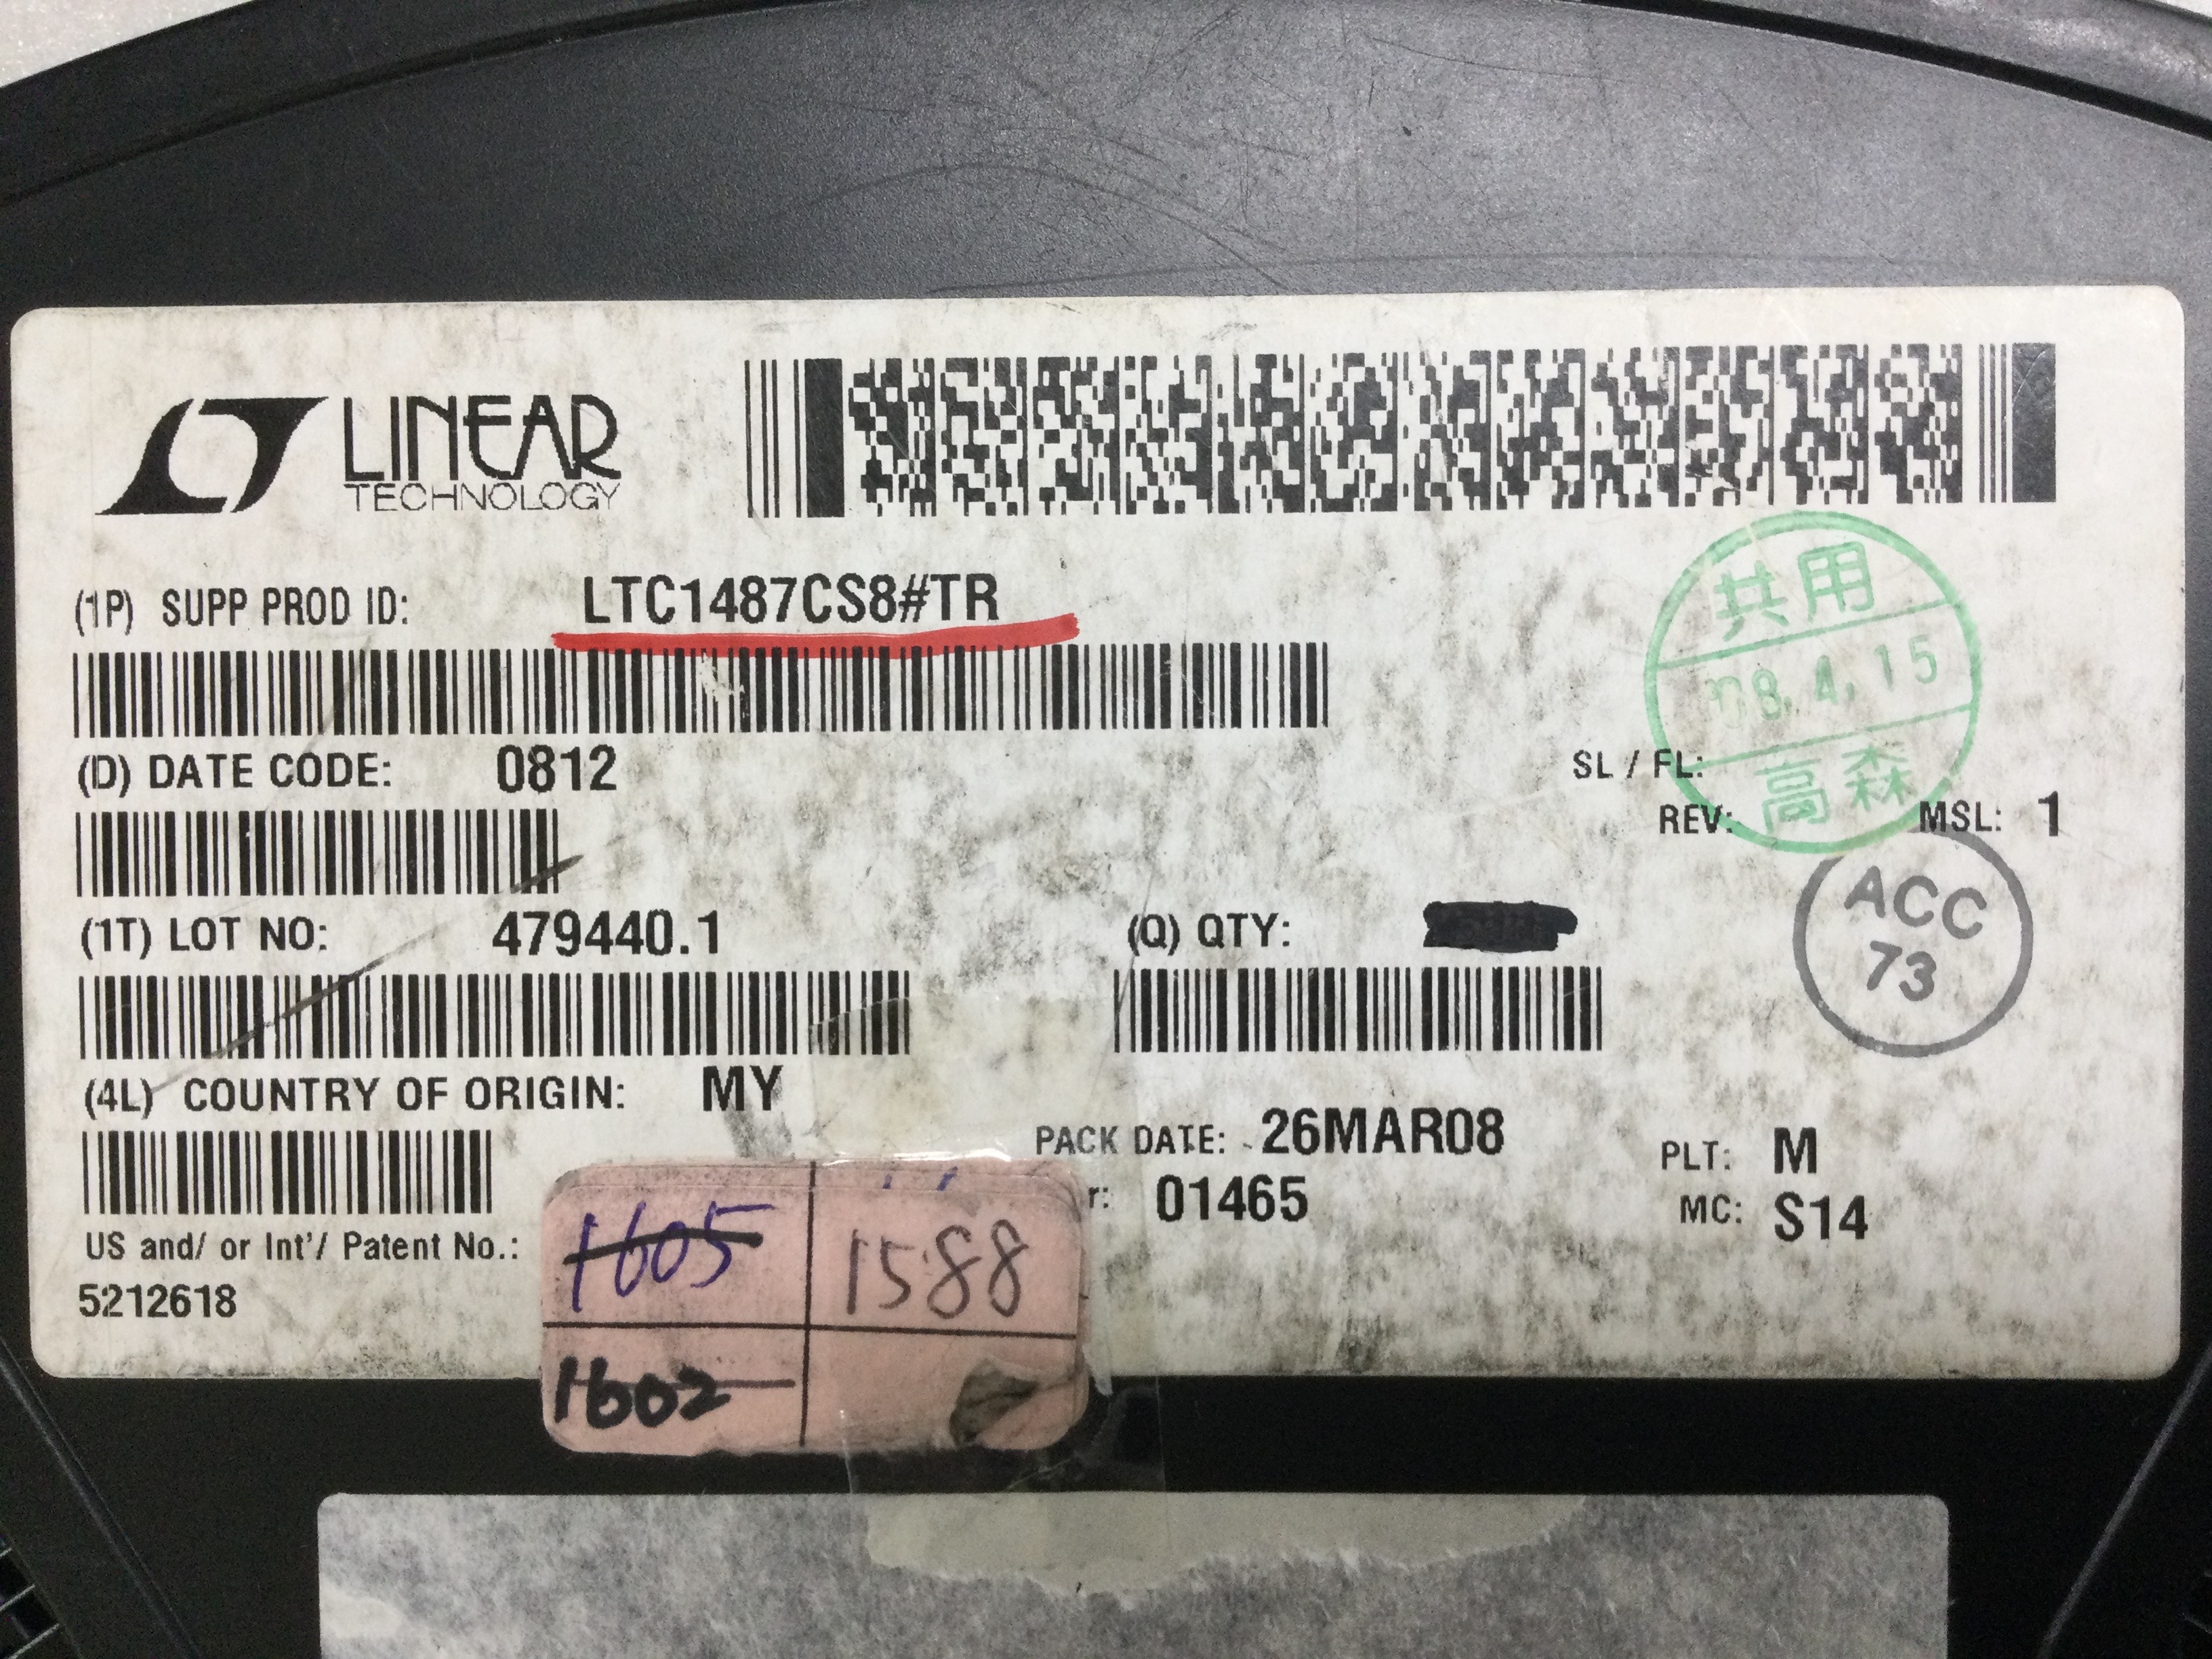 LINEAR
TECHNOLOGY
(1P) SUPP PROD ID: LTC1487CS8#TR
共用
08.4.15
高森
(D) DATE CODE: 0812
SL / FL:
REV: MSL: 1
ACC
73
(1T) LOT NO: 479440.1
(Q) QTY:
(4L) COUNTRY OF ORIGIN: MY
PACK DATE: 26MAR08
PLT: M
r: 01465
MC: S14
US and/ or Int'/ Patent No.:
5212618
1605
1588
1602